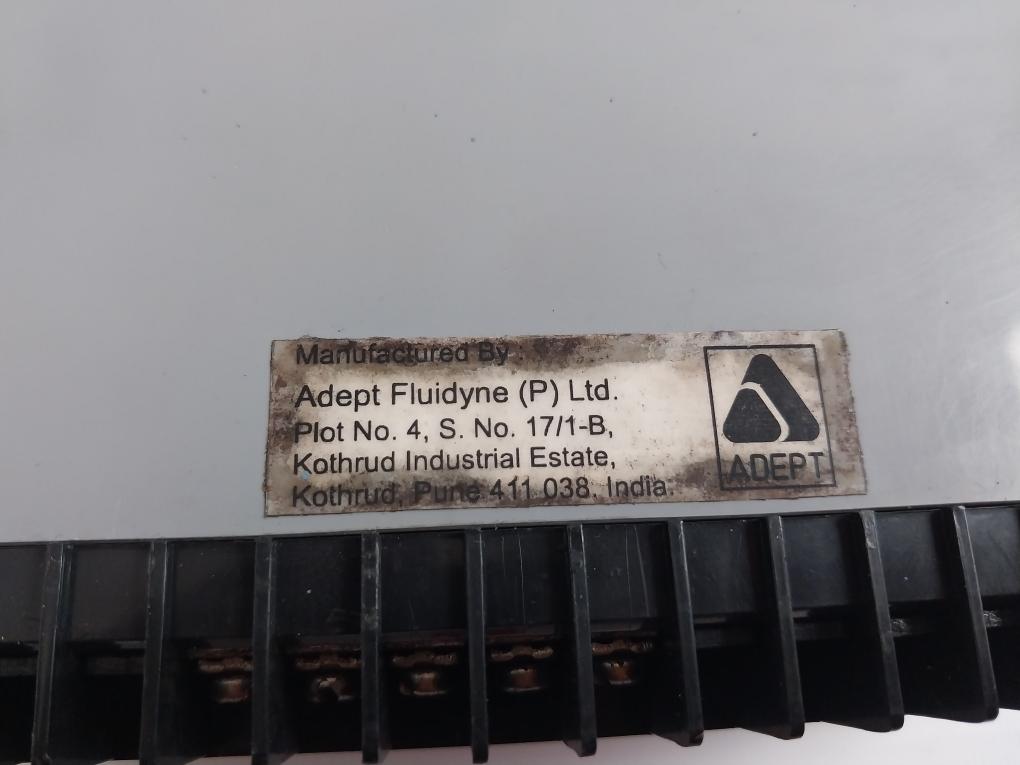 Manufactured By :
Adept Fluidyne (P) Ltd.
Plot No. 4, S. No. 17/1-B,
Kothrud Industrial Estate,
Kothrud, Pune 411 038, India.
ADEPT